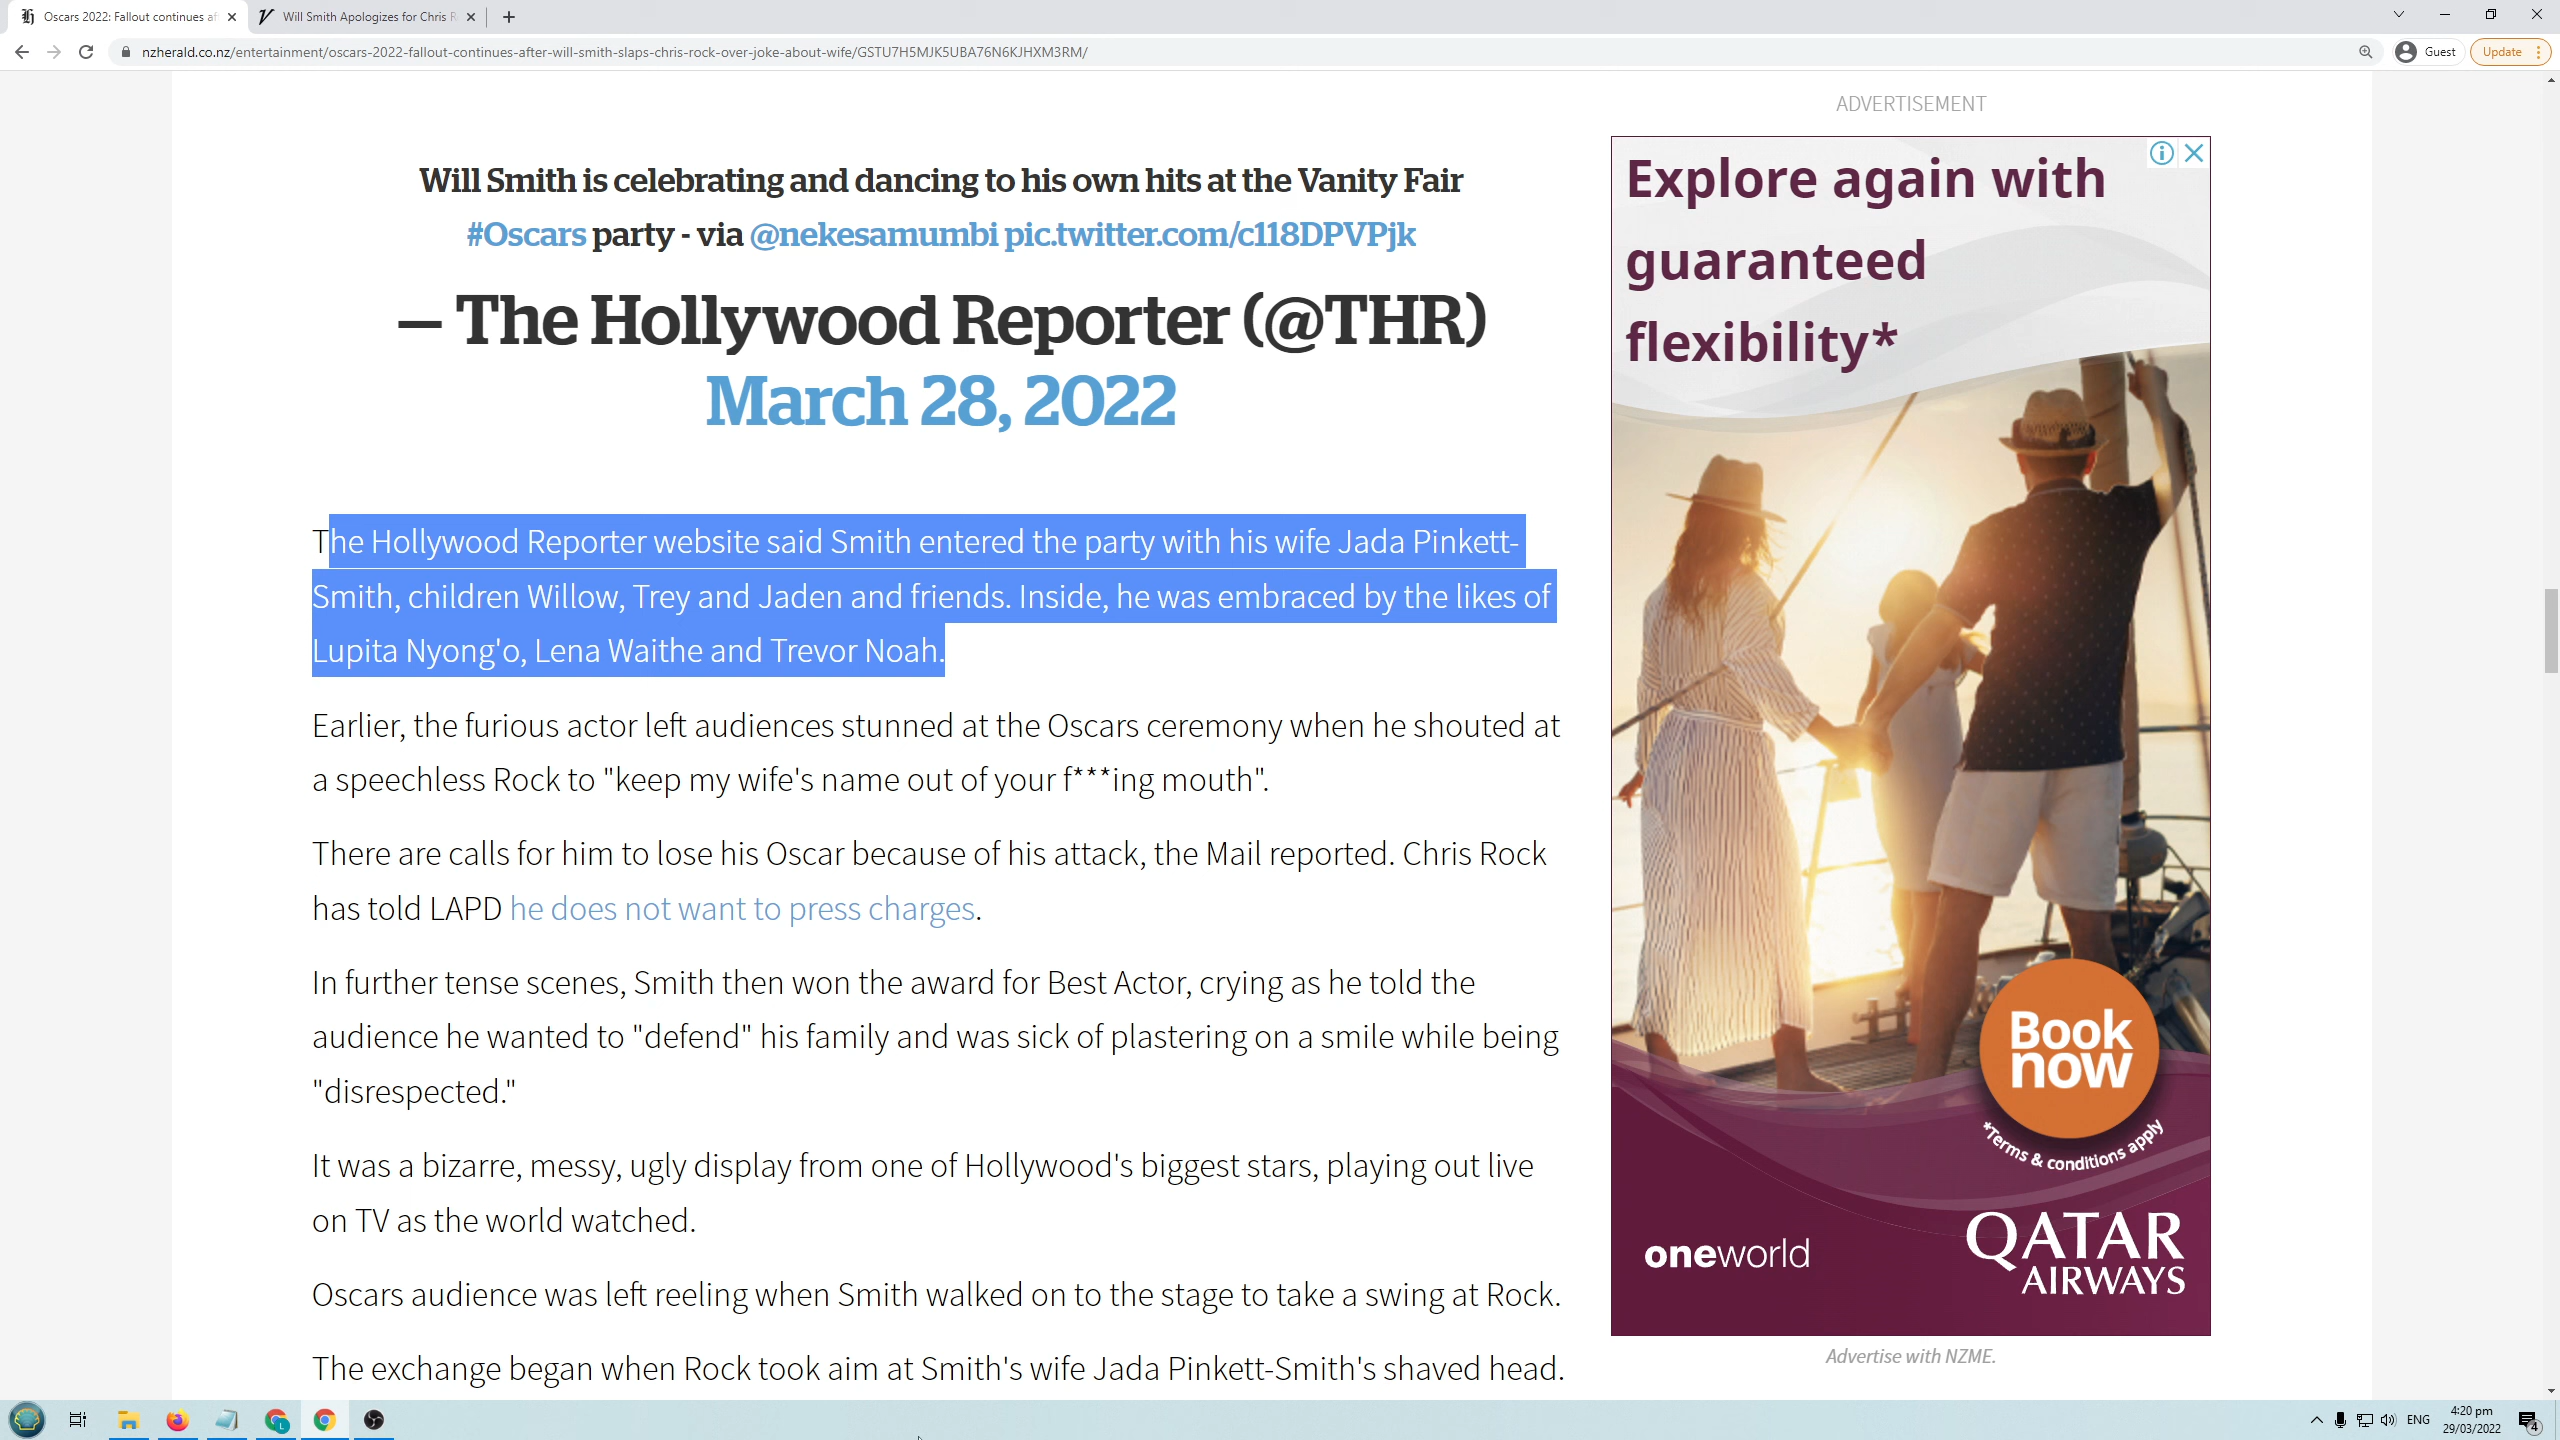 Oscars 2022: Fallout continues af
Will Smith Apologizes for Chris R
nzherald.co.nz/entertainment/oscars-2022-fallout-continues-after-will-smith-slaps-chris-rock-over-joke-about-wife/GSTU7H5MJK5UBA76N6KJHXM3RM/
Guest
Update
ADVERTISEMENT
Will Smith is celebrating and dancing to his own hits at the Vanity Fair
#Oscars party - via @nekesamumbi pic.twitter.com/c118DPVPjk
— The Hollywood Reporter (@THR)
March 28, 2022
The Hollywood Reporter website said Smith entered the party with his wife Jada Pinkett-
Smith, children Willow, Trey and Jaden and friends. Inside, he was embraced by the likes of
Lupita Nyong'o, Lena Waithe and Trevor Noah.
Earlier, the furious actor left audiences stunned at the Oscars ceremony when he shouted at
a speechless Rock to "keep my wife's name out of your f***ing mouth".
There are calls for him to lose his Oscar because of his attack, the Mail reported. Chris Rock
has told LAPD he does not want to press charges.
In further tense scenes, Smith then won the award for Best Actor, crying as he told the
audience he wanted to "defend" his family and was sick of plastering on a smile while being
"disrespected."
It was a bizarre, messy, ugly display from one of Hollywood's biggest stars, playing out live
on TV as the world watched.
Oscars audience was left reeling when Smith walked on to the stage to take a swing at Rock.
The exchange began when Rock took aim at Smith's wife Jada Pinkett-Smith's shaved head.
Explore again with
guaranteed
flexibility*
Book
now
*Terms & conditions apply
oneworld
QATAR
AIRWAYS
Advertise with NZME.
ENG
4:20 pm
29/03/2022
4